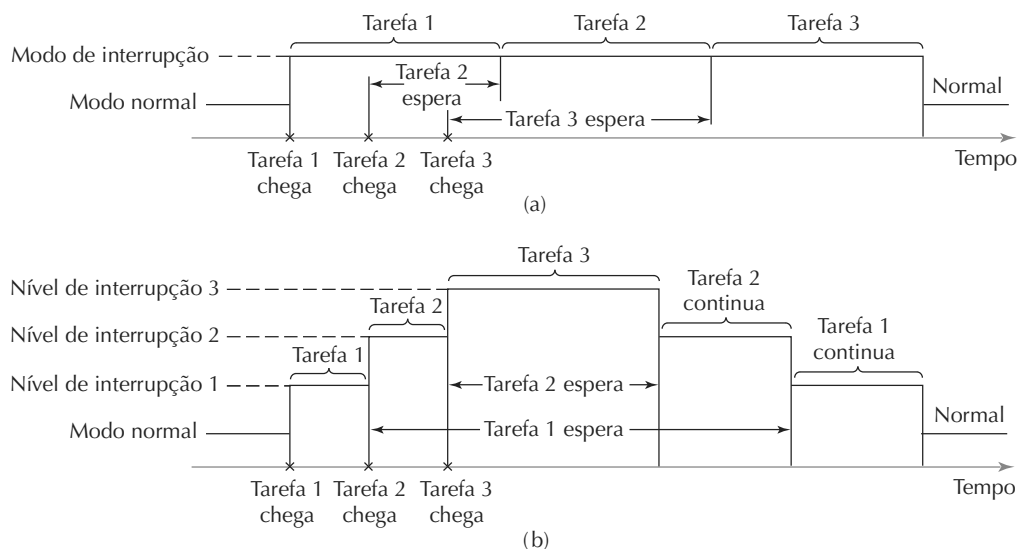 Tarefa 1
Tarefa 2
Tarefa 3
Modo de interrupção
Tarefa 2
espera
Modo normal
Normal
Tarefa 3 espera
Tarefa 1
chega
Tarefa 2
chega
Tarefa 3
chega
Tempo
(a)
Tarefa 3
Nível de interrupção 3
Tarefa 2
Tarefa 2
continua
Nível de interrupção 2
Tarefa 1
Tarefa 1
continua
Nível de interrupção 1
Tarefa 2 espera
Modo normal
Tarefa 1 espera
Normal
Tarefa 1
chega
Tarefa 2
chega
Tarefa 3
chega
Tempo
(b)